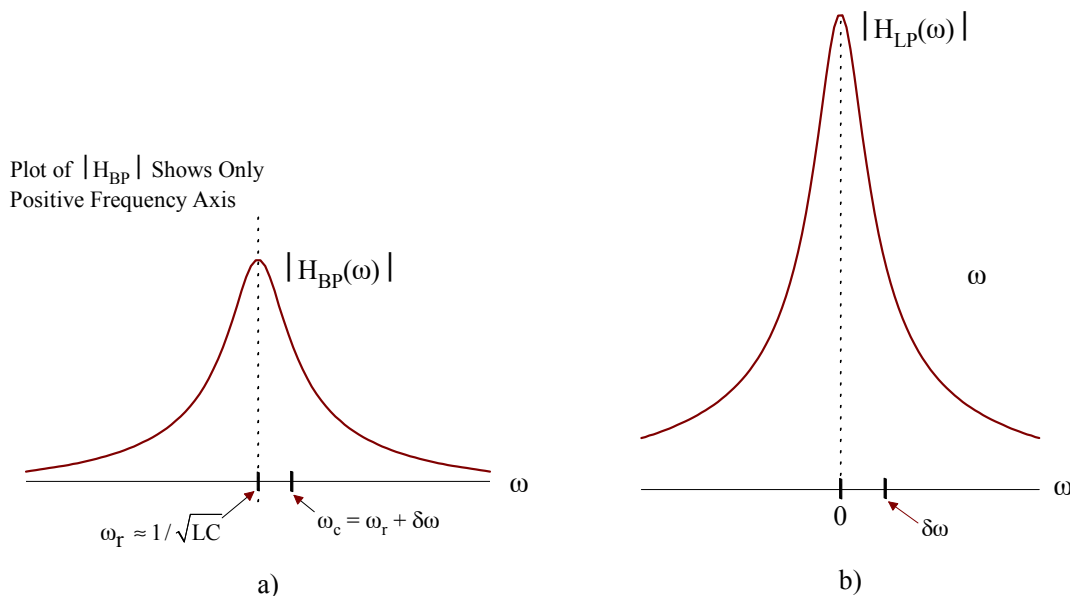 Plot of |H_BP| Shows Only
Positive Frequency Axis
|H_BP(ω)|
ω
ω_r ≈ 1/√LC
ω_c = ω_r + δω
a)
|H_LP(ω)|
ω
ω
0
δω
b)